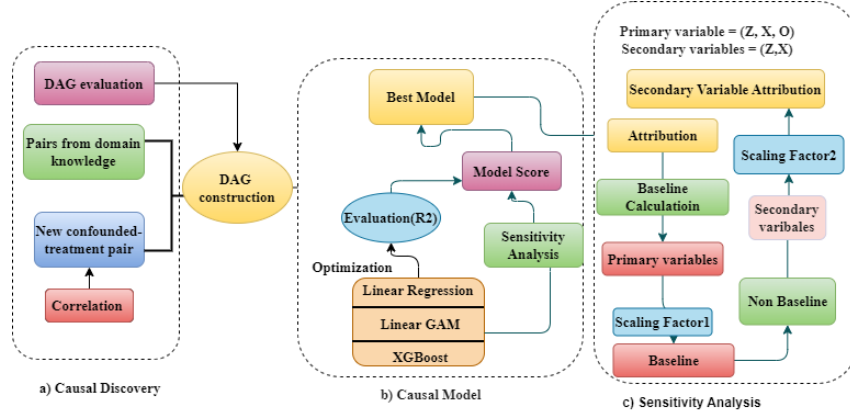 DAG evaluation
Pairs from domain
knowledge
New confounded-
treatment pair
Correlation
DAG
construction
a) Causal Discovery
Best Model
Model Score
Evaluation(R2)
Sensitivity
Analysis
Optimization
Linear Regression
Linear GAM
XGBoost
b) Causal Model
Primary variable = (Z, X, O)
Secondary variables = (Z,X)
Secondary Variable Attribution
Attribution
Scaling Factor2
Baseline
Calculatioin
Secondary
varibales
Primary variables
Non Baseline
Scaling Factor1
Baseline
c) Sensitivity Analysis